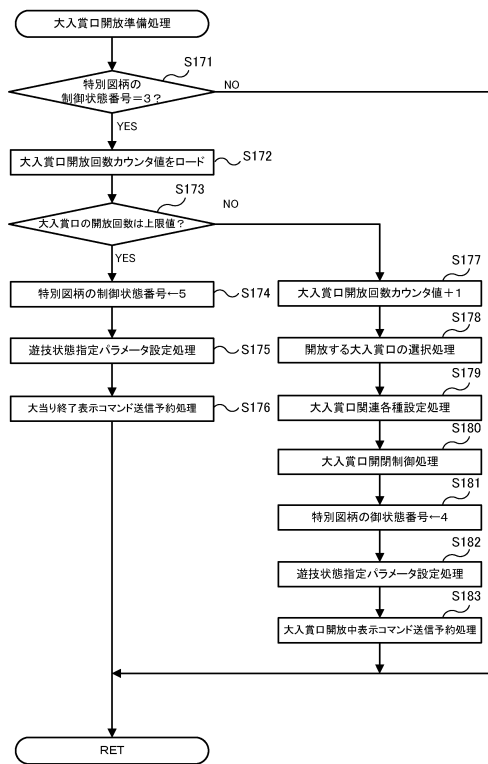 大入賞口開放準備処理
S171
特別図柄の
制御状態番号=3?
NO
YES
大入賞口開放回数カウンタ値をロード
S172
S173
大入賞口の開放回数は上限値?
NO
YES
特別図柄の制御状態番号←5
S174
遊技状態指定パラメータ設定処理
S175
大当り終了表示コマンド送信予約処理
S176
S177
大入賞口開放回数カウンタ値+1
S178
開放する大入賞口の選択処理
S179
大入賞口関連各種設定処理
S180
大入賞口開閉制御処理
S181
特別図柄の御状態番号←4
S182
遊技状態指定パラメータ設定処理
S183
大入賞口開放中表示コマンド送信予約処理
RET